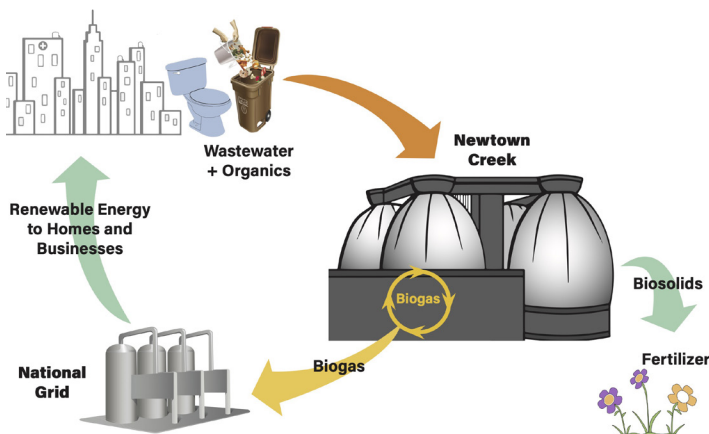 Wastewater
+ Organics
Newtown
Creek
Renewable Energy
to Homes and
Businesses
Biogas
Biosolids
National
Grid
Biogas
Fertilizer